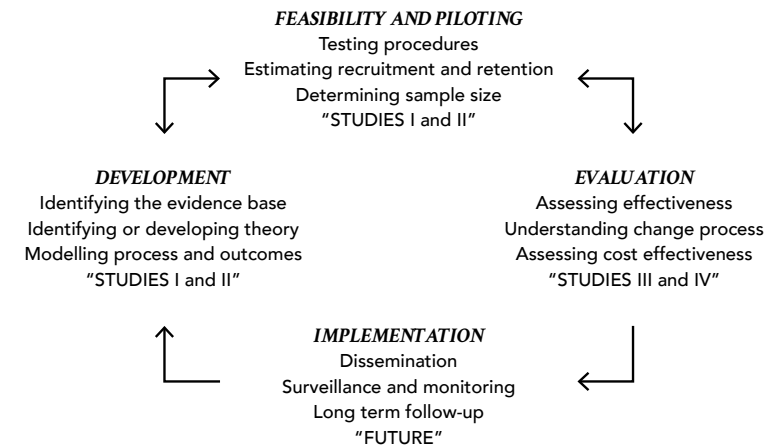 FEASIBILITY AND PILOTING
Testing procedures
Estimating recruitment and retention
Determining sample size
"STUDIES I and II"
DEVELOPMENT
Identifying the evidence base
Identifying or developing theory
Modelling process and outcomes
"STUDIES I and II"
EVALUATION
Assessing effectiveness
Understanding change process
Assessing cost effectiveness
"STUDIES III and IV"
IMPLEMENTATION
Dissemination
Surveillance and monitoring
Long term follow-up
"FUTURE"